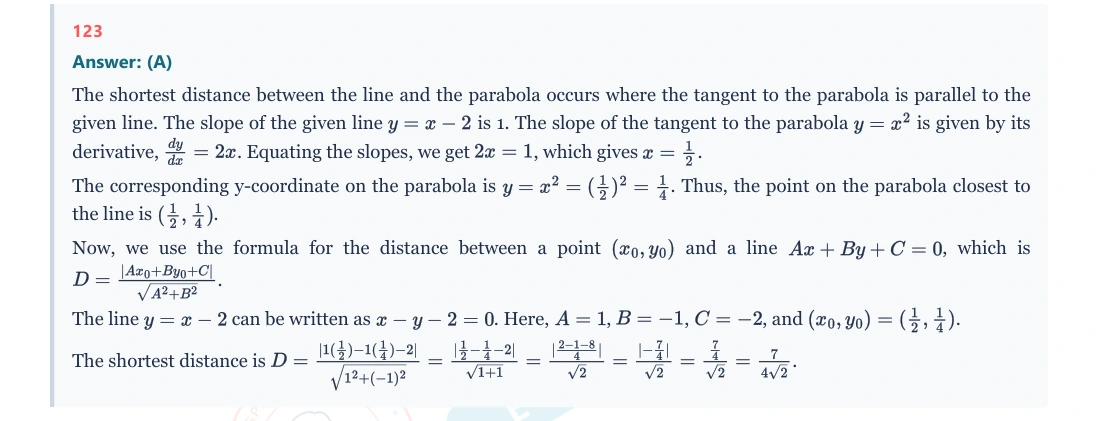 123
Answer: (A)
The shortest distance between the line and the parabola occurs where the tangent to the parabola is parallel to the
given line. The slope of the given line y = x − 2 is 1. The slope of the tangent to the parabola y = x² is given by its
derivative, dy/dx = 2x. Equating the slopes, we get 2x = 1, which gives x = 1/2.
The corresponding y-coordinate on the parabola is y = x² = (1/2)² = 1/4. Thus, the point on the parabola closest to
the line is (1/2, 1/4).
Now, we use the formula for the distance between a point (x₀, y₀) and a line Ax + By + C = 0, which is
D = |Ax₀+By₀+C|/√(A²+B²).
The line y = x − 2 can be written as x − y − 2 = 0. Here, A = 1, B = −1, C = −2, and (x₀, y₀) = (1/2, 1/4).
The shortest distance is D = |1(1/2)−1(1/4)−2|/√(1²+(−1)²) = |1/2−1/4−2|/√(1+1) = |(2−1−8)/4|/√2 = |−7/4|/√2 = (7/4)/√2 = 7/(4√2).